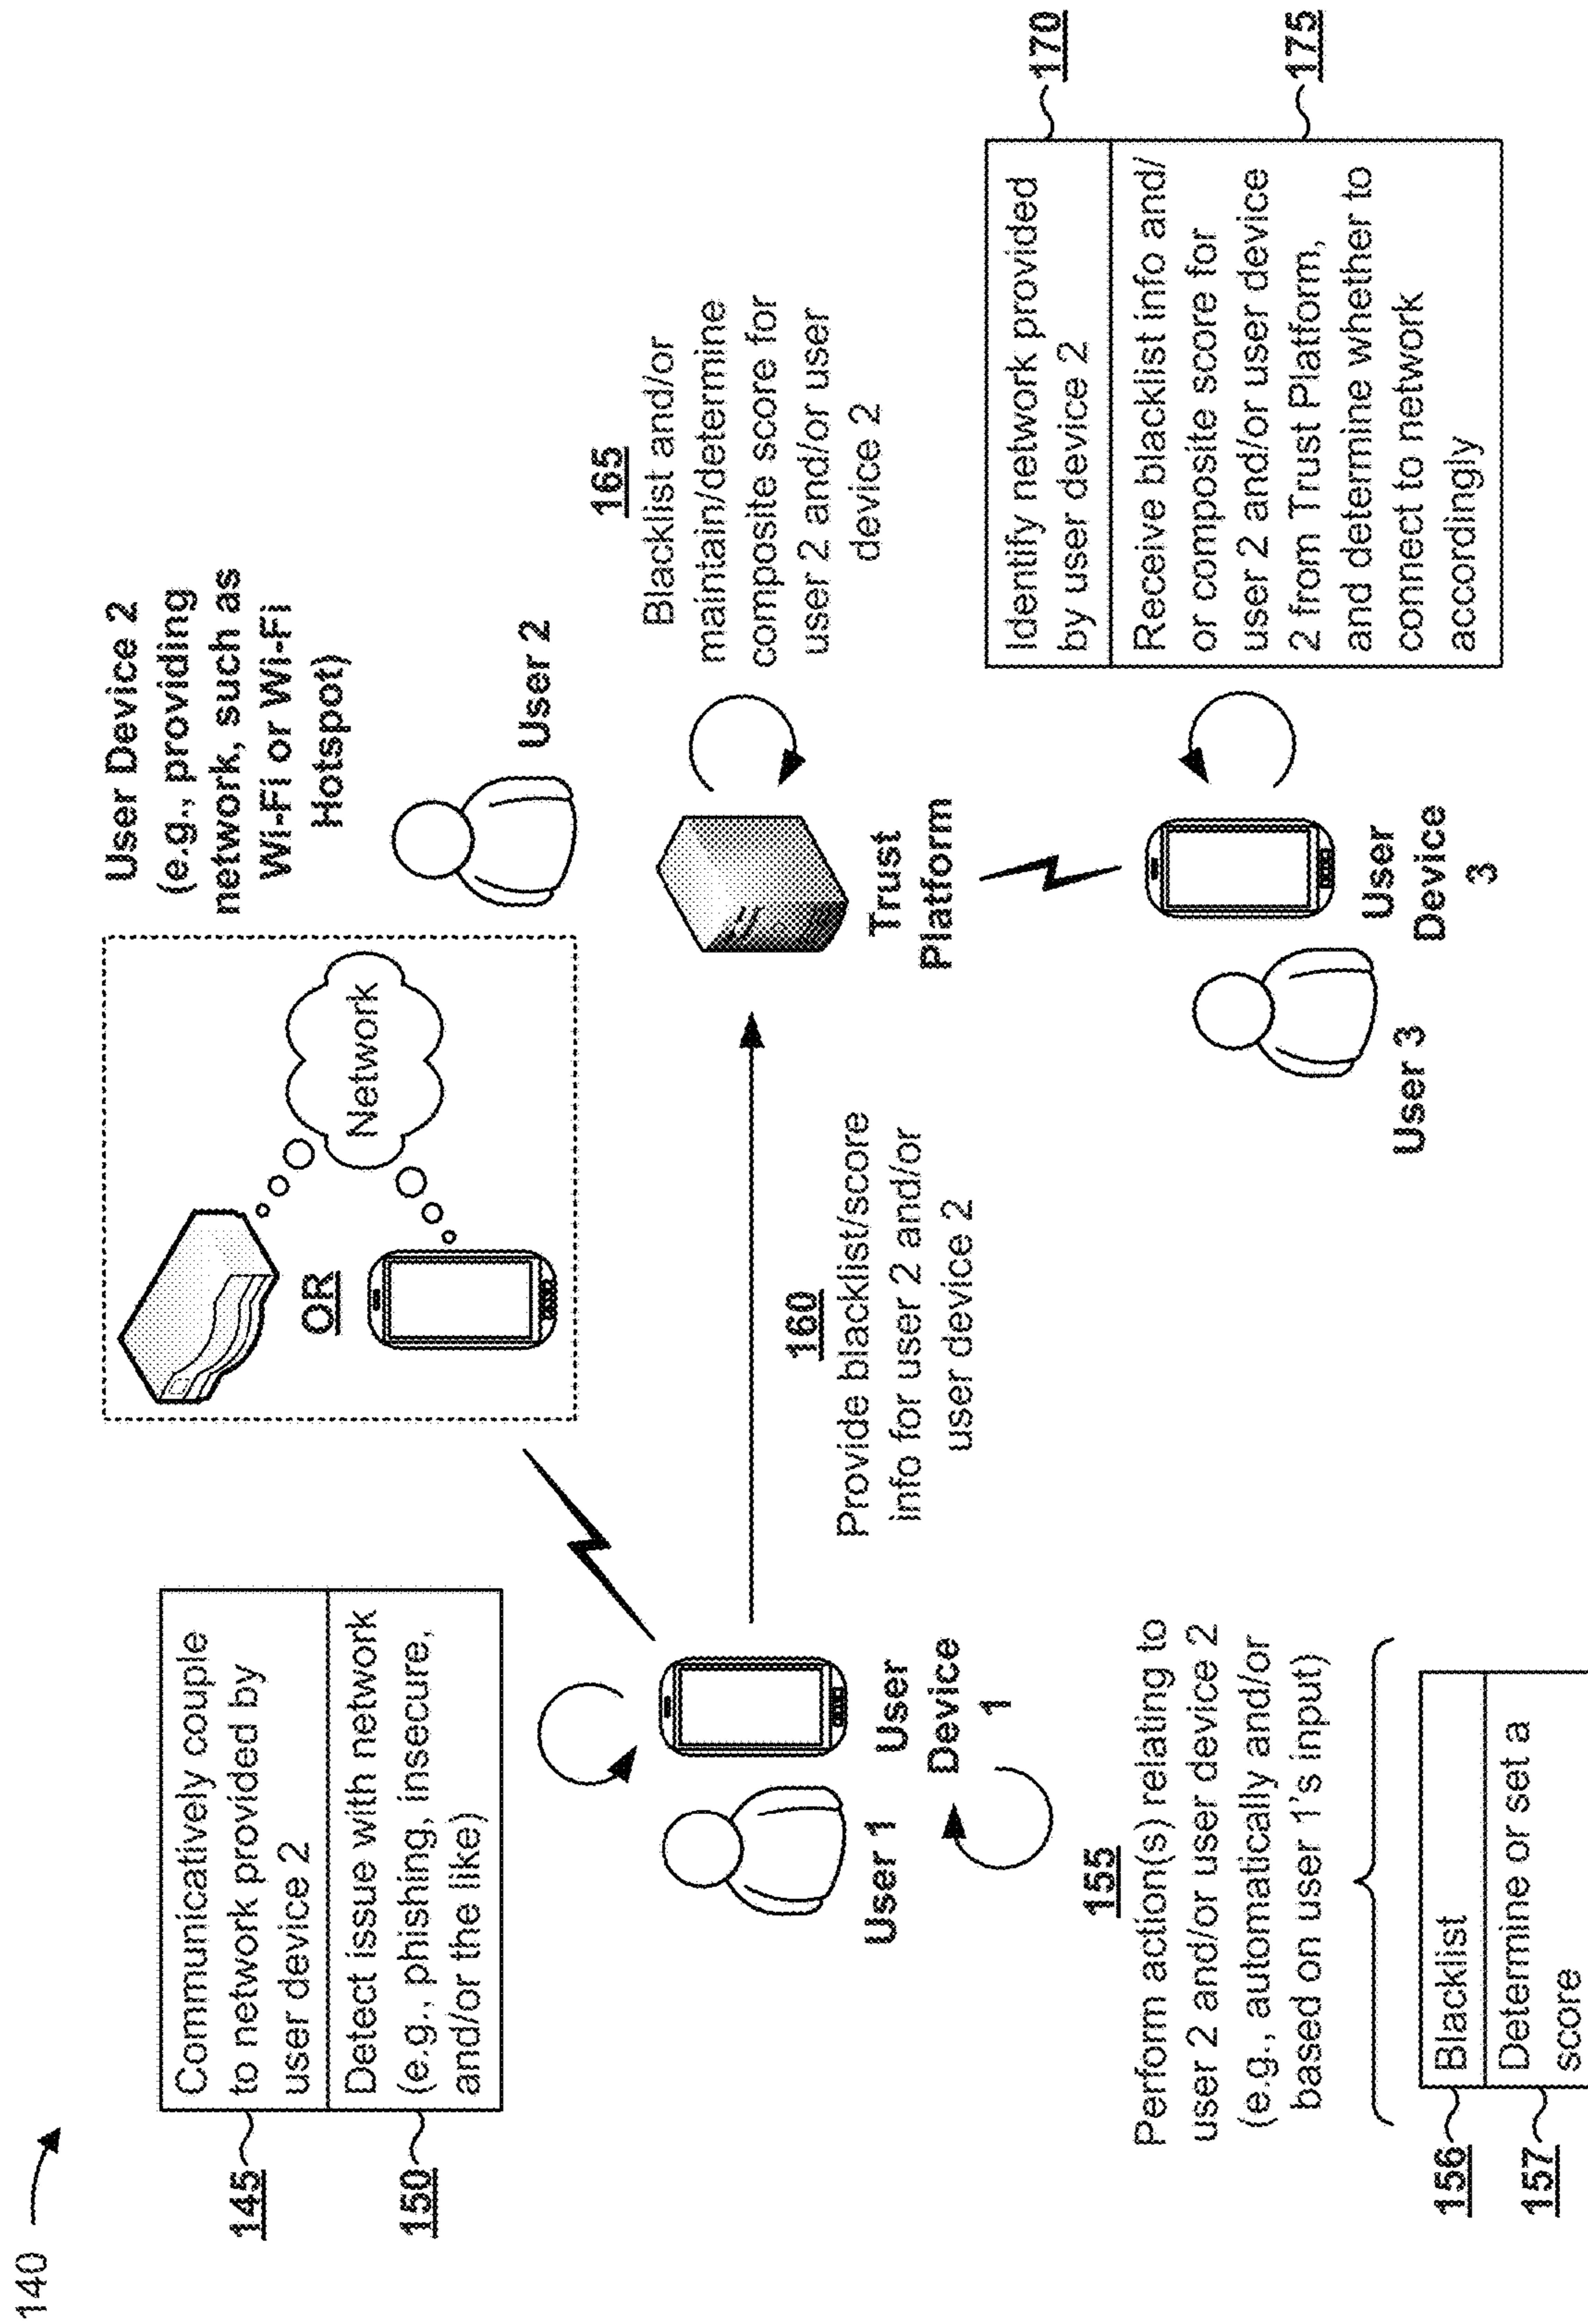 140
145
Communicatively couple
to network provided by
user device 2
150
Detect issue with network
(e.g., phishing, insecure,
and/or the like)
User Device 2
(e.g., providing
network, such as
Wi-Fi or Wi-Fi
Hotspot)
OR
Network
User 2
User 1
User
Device
1
155
Perform action(s) relating to
user 2 and/or user device 2
(e.g., automatically and/or
based on user 1's input)
156
Blacklist
157
Determine or set a
score
160
Provide blacklist/score
info for user 2 and/or
user device 2
Trust
Platform
165
Blacklist and/or
maintain/determine
composite score for
user 2 and/or user
device 2
User 3
User
Device
3
Identify network provided
by user device 2
170
Receive blacklist info and/
or composite score for
user 2 and/or user device
2 from Trust Platform,
and determine whether to
connect to network
accordingly
175